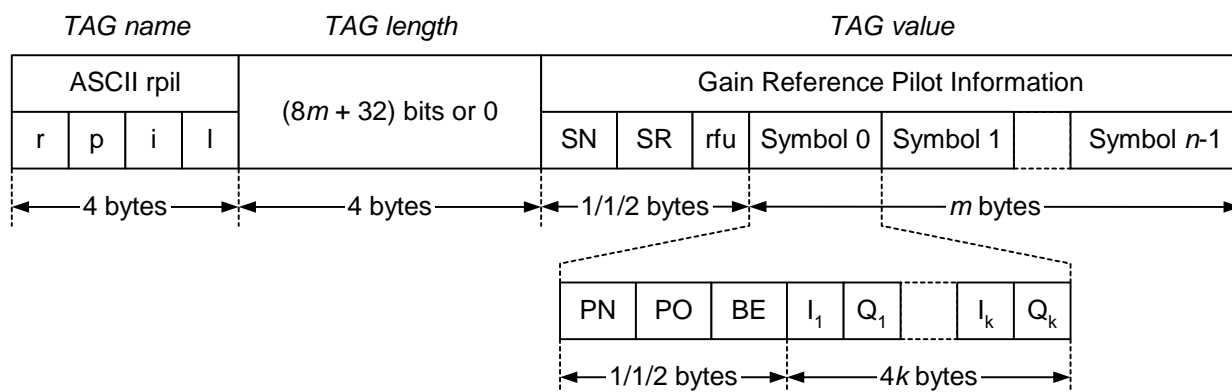 TAG name TAG length TAG value
ASCII rpil (8m + 32) bits or 0 Gain Reference Pilot Information
r p i l SN SR rfu Symbol 0 Symbol 1 Symbol n-1
4 bytes 4 bytes 1/1/2 bytes m bytes
PN PO BE I1 Q1 Ik Qk
1/1/2 bytes 4k bytes